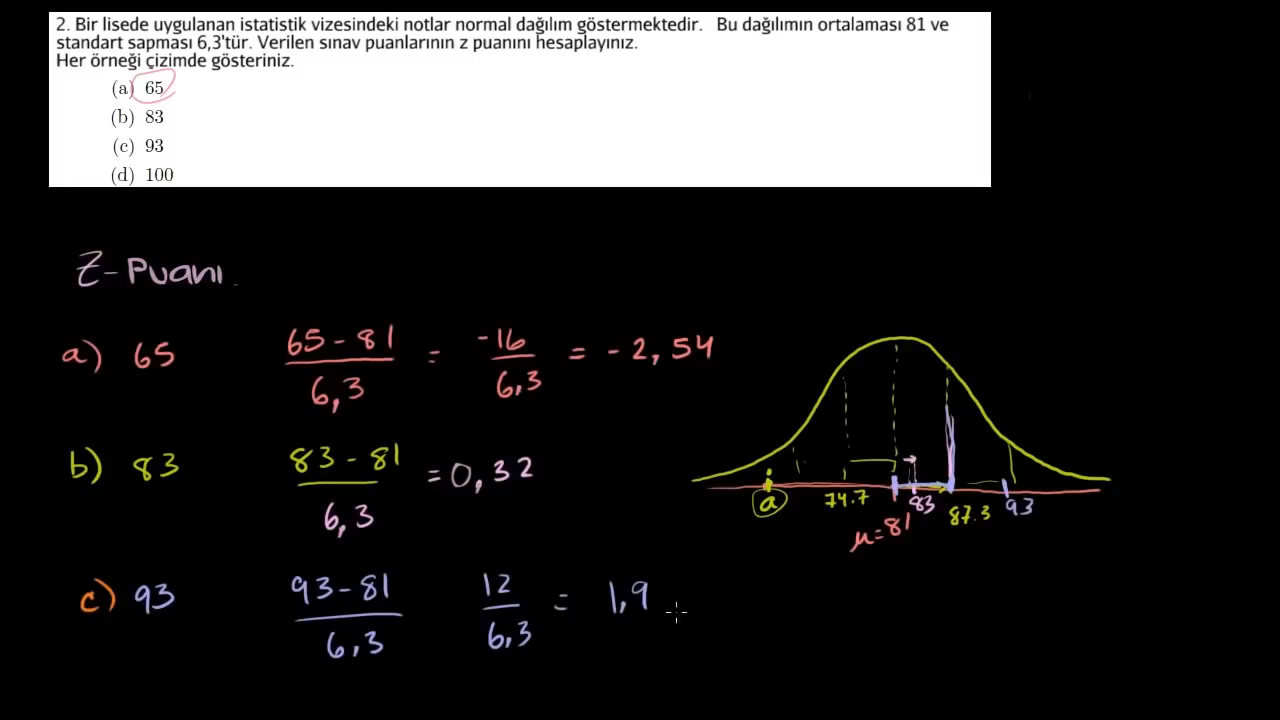 2. Bir lisede uygulanan istatistik vizesindeki notlar normal dağılım göstermektedir. Bu dağılımın ortalaması 81 ve
standart sapması 6,3'tür. Verilen sınav puanlarının z puanını hesaplayınız.
Her örneği çizimde gösteriniz.
(a) 65
(b) 83
(c) 93
(d) 100
Z-Puanı
a) 65 65 - 81 / 6,3 = -16 / 6,3 = -2,54
b) 83 83 - 81 / 6,3 = 0,32
c) 93 93 - 81 / 6,3 12 / 6,3 = 1,9
a 74.7 μ=81 83 87.3 93